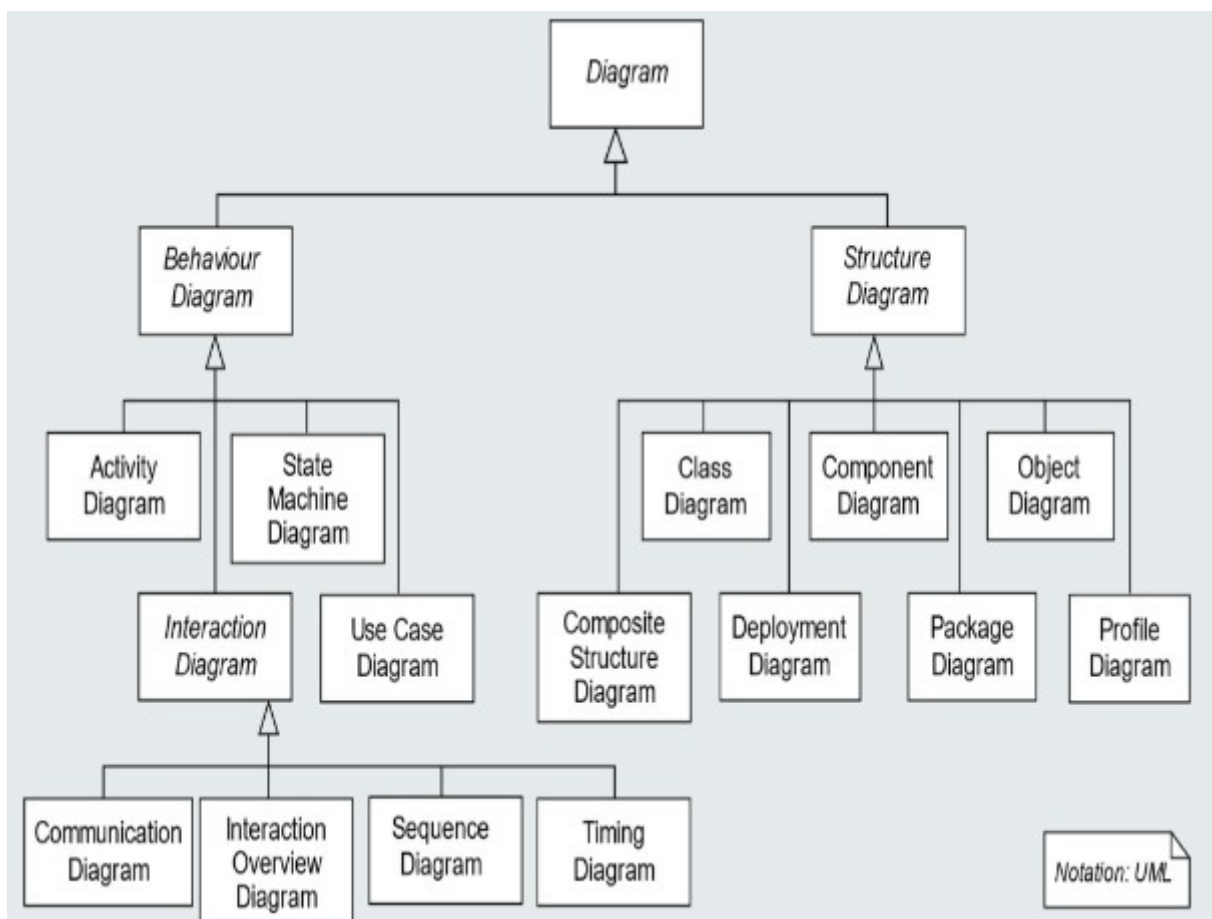 Diagram
Behaviour
Diagram
Structure
Diagram
Activity
Diagram
State
Machine
Diagram
Class
Diagram
Component
Diagram
Object
Diagram
Interaction
Diagram
Use Case
Diagram
Composite
Structure
Diagram
Deployment
Diagram
Package
Diagram
Profile
Diagram
Communication
Diagram
Interaction
Overview
Diagram
Sequence
Diagram
Timing
Diagram
Notation: UML